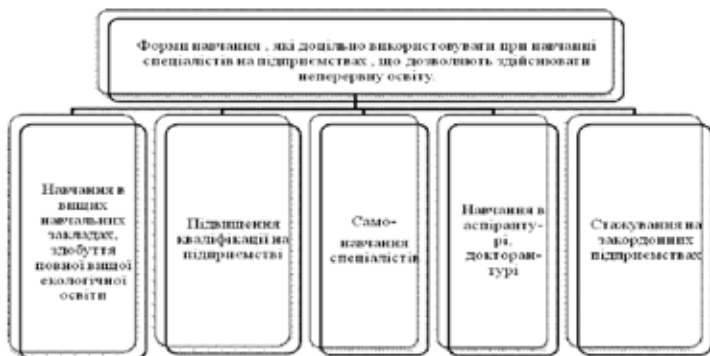 Форми навчання , які доцільно використовувати при навчанні
спеціалістів на підприємствах , що дозволяють здійснювати
неперервну освіту.
Навчання в
вищих
навчальних
закладах,
здобуття
повної вищої
екологічної
освіти
Підвищення
кваліфікації на
підприємстві
Само-
навчання
спеціалістів
Навчання в
аспіранту-
рі,
докторан-
турі
Стажування на
закордонних
підприємствах